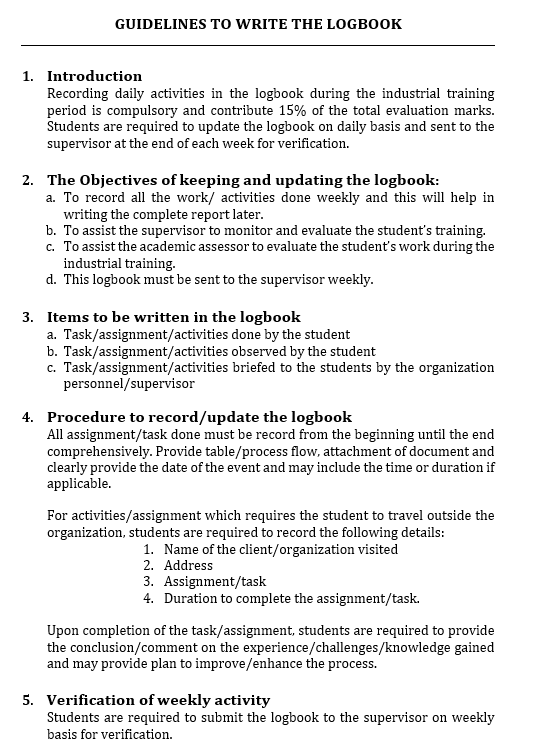 GUIDELINES TO WRITE THE LOGBOOK
1. Introduction
Recording daily activities in the logbook during the industrial training
period is compulsory and contribute 15% of the total evaluation marks.
Students are required to update the logbook on daily basis and sent to the
supervisor at the end of each week for verification.
2. The Objectives of keeping and updating the logbook:
a. To record all the work/ activities done weekly and this will help in
writing the complete report later.
b. To assist the supervisor to monitor and evaluate the student's training.
c. To assist the academic assessor to evaluate the student's work during the
industrial training.
d. This logbook must be sent to the supervisor weekly.
3. Items to be written in the logbook
a. Task/assignment/activities done by the student
b. Task/assignment/activities observed by the student
c. Task/assignment/activities briefed to the students by the organization
personnel/supervisor
4. Procedure to record/update the logbook
All assignment/task done must be record from the beginning until the end
comprehensively. Provide table/process flow, attachment of document and
clearly provide the date of the event and may include the time or duration if
applicable.
For activities/assignment which requires the student to travel outside the
organization, students are required to record the following details:
1. Name of the client/organization visited
2. Address
3. Assignment/task
4. Duration to complete the assignment/task.
Upon completion of the task/assignment, students are required to provide
the conclusion/comment on the experience/challenges/knowledge gained
and may provide plan to improve/enhance the process.
5. Verification of weekly activity
Students are required to submit the logbook to the supervisor on weekly
basis for verification.